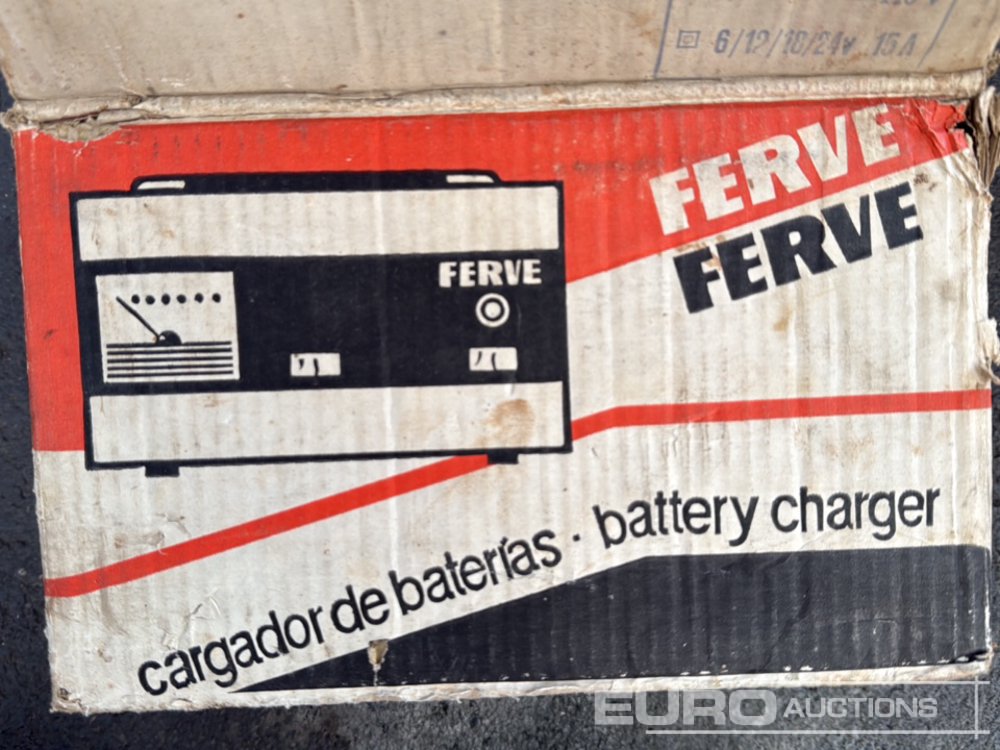 6/12/18/24v 15A
FERVE
FERVE
FERVE
cargador de baterías · battery charger
EURO AUCTIONS